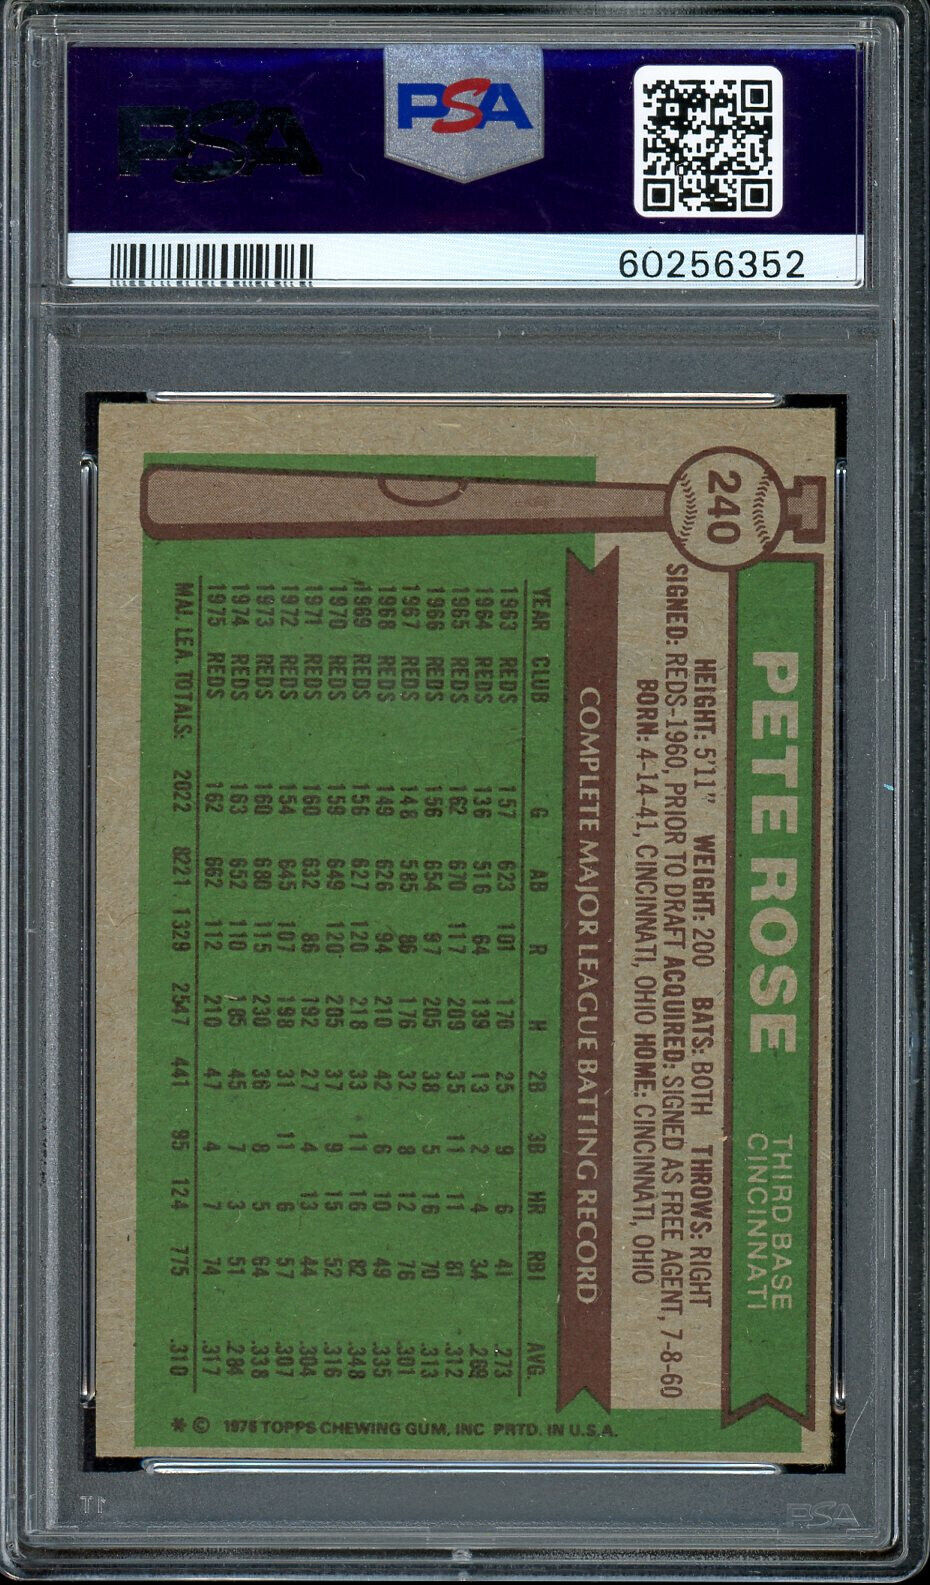 PSA
PSA
60256352
240
PETE ROSE
THIRD BASE
CINCINNATI
HEIGHT: 5'11" WEIGHT: 200 BATS: BOTH THROWS: RIGHT
SIGNED: REDS-1960, PRIOR TO DRAFT ACQUIRED: SIGNED AS FREE AGENT, 7-8-60
BORN: 4-14-41, CINCINNATI, OHIO HOME: CINCINNATI, OHIO
COMPLETE MAJOR LEAGUE BATTING RECORD
YEAR CLUB G AB R H 2B 3B HR RBI AVG.
1963 REDS 157 623 101 170 25 9 6 41 .273
1964 REDS 136 516 64 139 13 2 4 34 .269
1965 REDS 162 670 117 209 35 11 11 81 .312
1966 REDS 156 654 97 205 38 5 16 70 .313
1967 REDS 148 585 86 176 32 8 12 76 .301
1968 REDS 149 626 94 210 42 6 10 49 .335
1969 REDS 156 627 120 218 33 11 16 82 .348
1970 REDS 159 649 120 205 37 9 15 52 .316
1971 REDS 160 632 86 192 27 4 13 44 .304
1972 REDS 154 645 107 198 31 11 6 57 .307
1973 REDS 160 680 115 230 36 8 5 64 .338
1974 REDS 163 652 110 185 45 7 3 51 .284
1975 REDS 162 662 112 210 47 4 7 74 .317
MAJ. LEA. TOTALS: 2022 8221 1329 2547 441 95 124 775 .310
* © 1976 TOPPS CHEWING GUM, INC PRTD. IN U.S.A.
PSA